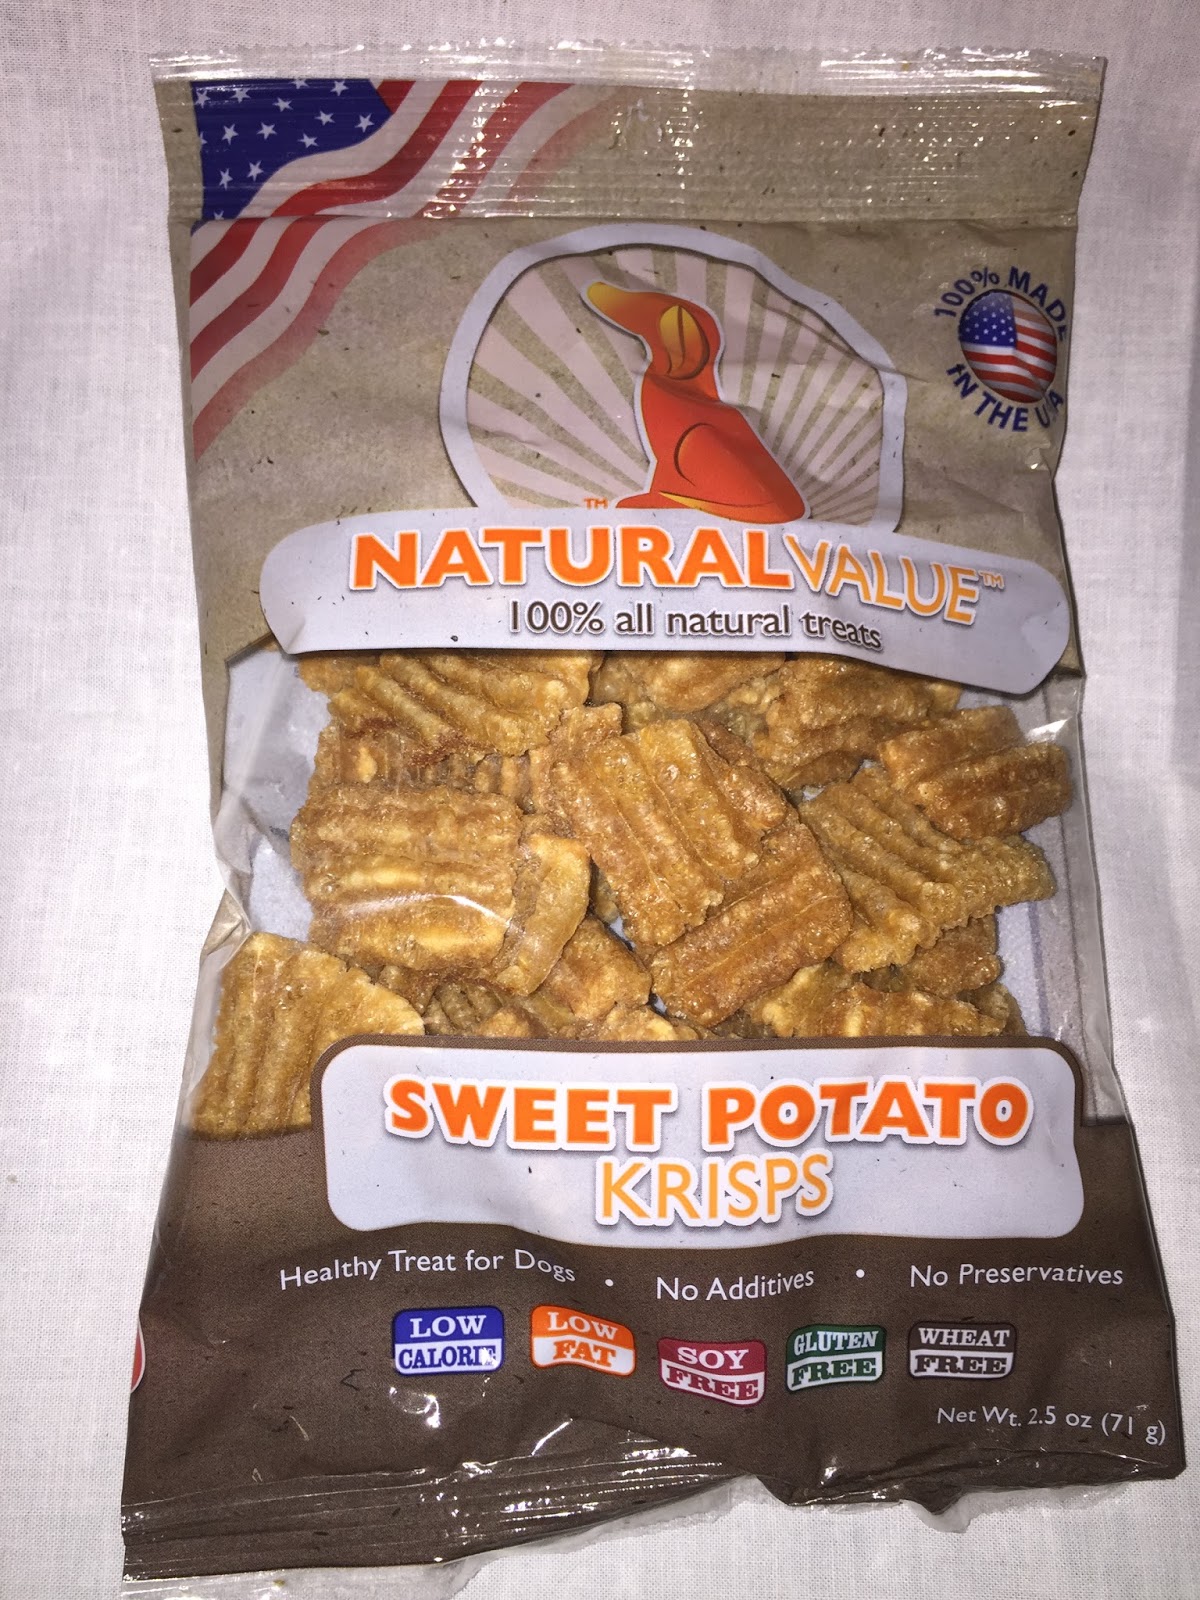 100% MADE
IN THE USA
TM
NATURALVALUE™
100% all natural treats
SWEET POTATO
KRISPS
Healthy Treat for Dogs • No Additives • No Preservatives
LOW
CALORIE
LOW
FAT
SOY
FREE
GLUTEN
FREE
WHEAT
FREE
Net Wt. 2.5 oz (71 g)